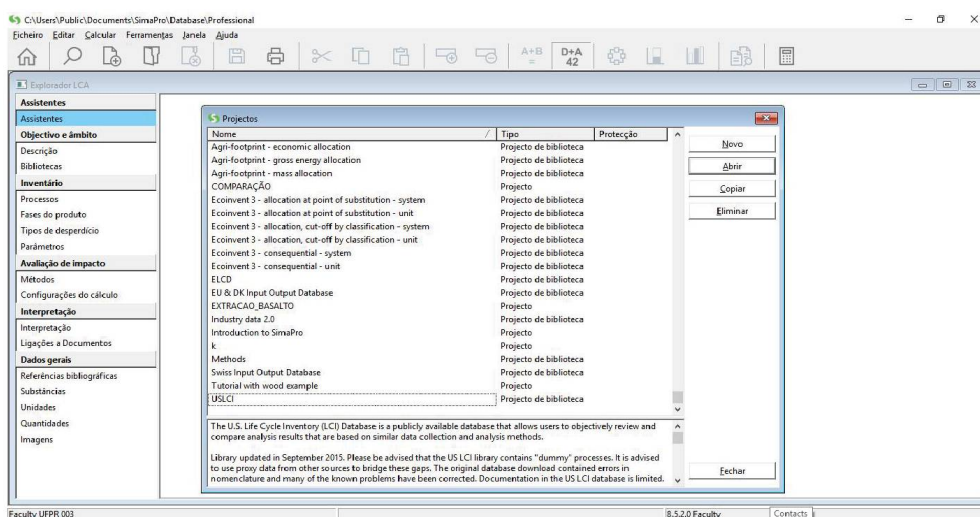 C:\Users\Public\Documents\SimaPro\Database\Professional
Ficheiro Editar Calcular Ferramentas Janela Ajuda
A+B
=
D+A
42
Explorador LCA
Assistentes
Assistentes
Objectivo e âmbito
Descrição
Bibliotecas
Inventário
Processos
Fases do produto
Tipos de desperdício
Parâmetros
Avaliação de impacto
Métodos
Configurações do cálculo
Interpretação
Interpretação
Ligações a Documentos
Dados gerais
Referências bibliográficas
Substâncias
Unidades
Quantidades
Imagens
Projectos
Nome / Tipo Protecção
Agri-footprint - economic allocation Projecto de biblioteca
Agri-footprint - gross energy allocation Projecto de biblioteca
Agri-footprint - mass allocation Projecto de biblioteca
COMPARAÇÃO Projecto
Ecoinvent 3 - allocation at point of substitution - system Projecto de biblioteca
Ecoinvent 3 - allocation at point of substitution - unit Projecto de biblioteca
Ecoinvent 3 - allocation, cut-off by classification - system Projecto de biblioteca
Ecoinvent 3 - allocation, cut-off by classification - unit Projecto de biblioteca
Ecoinvent 3 - consequential - system Projecto de biblioteca
Ecoinvent 3 - consequential - unit Projecto de biblioteca
ELCD Projecto de biblioteca
EU & DK Input Output Database Projecto de biblioteca
EXTRACAO_BASALTO Projecto
Industry data 2.0 Projecto de biblioteca
Introduction to SimaPro Projecto
k Projecto
Methods Projecto de biblioteca
Swiss Input Output Database Projecto de biblioteca
Tutorial with wood example Projecto
USLCI Projecto de biblioteca
The U.S. Life Cycle Inventory (LCI) Database is a publicly available database that allows users to objectively review and
compare analysis results that are based on similar data collection and analysis methods.
Library updated in September 2015. Please be advised that the US LCI library contains "dummy" processes. It is advised
to use proxy data from other sources to bridge these gaps. The original database download contained errors in
nomenclature and many of the known problems have been corrected. Documentation in the US LCI database is limited.
Novo
Abrir
Copiar
Eliminar
Fechar
Faculty UFPR 003
8.5.2.0 Faculty
Contacts